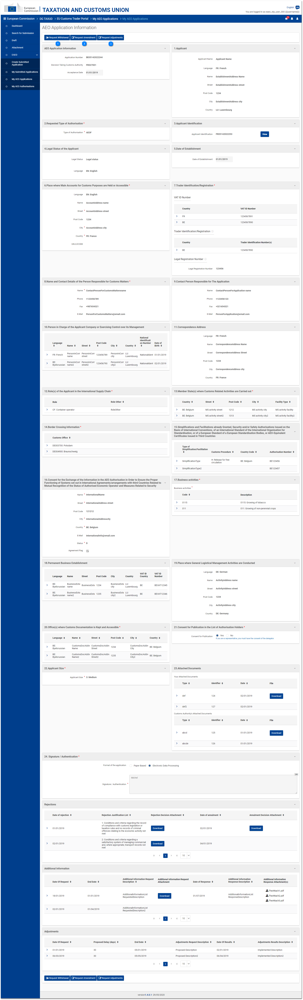 European Commission
TAXATION AND CUSTOMS UNION
English EN
You are logged-in as eaeo_stp_user_000 (({username}))
European Commission > DG TAXUD > EU Customs Trader Portal > My AEO Applications > My AEO Applications
Dashboard
Search for Submission
Draft
Attachment
EAEO
Create Submitted Application
My Submitted Applications
My AEO Applications
My AEO Authorisations
AEO Application Information
Request Withdrawal Request Amendment Request Adjustments
1 2 3
AEO Application Information
Application Number BE05142022244
Decision Taking Customs Authority FR027001
Acceptance Date 01/01/2019
1.Applicant
Applicant Name Applicant Name
Language FR: French
Name EstablishmentAddress Name
Street EstablishmentAddress street
Post Code 1234
City EstablishmentAddress city
Country LU: Luxembourg
2.Requested Type of Authorisation *
Type of Authorisation * AEOF
3.Applicant Identification
Applicant Identification FR05142022253 View
4.Legal Status of the Applicant
Legal Status Legal status
Language EN: English
5.Date of Establishment
Date of Establishment 01/01/2019
6.Place where Main Accounts for Customs Purposes are Held or Accessible *
Language EN: English
Name AccountAddress name
Street * AccountAddress street
Post Code 1234
City * AccountAddress city
Country * FR: France
UN/LOCODE
7.Trader Identification/Registration *
VAT ID Number
Country VAT ID Number
FR 1234567891
BE 1234567890
Trader Identification/Registration
Country Trader Identification Number(s)
BE 1234567890
Legal Registration Number
Legal Registration Number 123456
8.Name and Contact Details of the Person Responsible for Customs Matters *
Name * ContactPersonForCustomsMattersname
Phone +123456789
Fax +987654321
E-Mail PersonForCustomsMatters@email.com
9.Contact Person Responsible for The Application
Name ContactPersonForApplication name
Phone +123456123
Fax +321654321
E-Mail PersonForApplication@email.com
10.Person in Charge of the Applicant Company or Exercising Control over its Management
Language Name Street Post Code City Country National Identificati on Number Date of Birth
FR: French PersonInCorr name PersonInCorr street 123456789 PersonInCorr city LU: Luxembourg NationalIdent 01/01/2019
BE: Byelorussian PersonInCorr name2 PersonInCorr street2 123456790 PersonInCorr city2 LU: Luxembourg NationalIdent 02/01/2019
11.Correspondence Address
Language FR: French
Name CorrespondenceAddress Name
Street CorrespondenceAddress Street
Post Code 1234
City CorrespondenceAddress city
Country FR: France
12.Role(s) of the Applicant in the International Supply Chain *
Role Role Other
CF: Container operator RoleOther
13.Member State(s) where Customs Related Activities are Carried out *
Country Street Post Code City Facility Type
BE: Belgium MS activity street 1212 MS activity city MS activity facility
BE: Belgium MS activity street2 1313 MS activity city2 MS activity facility2
14.Border Crossing Information *
Customs Office
DE003700: Potsdam
DE004900: Braunschweig
15.Simplifications and Facilitations already Granted, Security and/or Safety Authorisations Issued on the
Basis of international Conventions, of an International Standard of the International Organisation for
Standardisation, or of a European Standard of a European Standardisation Bodies, or AEO-Equivalent
Certificates Issued in Third Countries
Type of Simplification/Facilitation Customs Procedure Country Code Authorisation Number
SimplificationType H: Release for free circulation BE: Belgium BE123456
SimplificationType2 BE123457
16.Consent for the Exchange of the Information in the AEO Authorisation in Order to Ensure the Proper
Functioning of Systems set out in International Agreements/arrangements with third Countries Related to
Mutual Recognition of the Status of Authorised Economic Operator and Measures Related to Security
Name * InternationalName
Street * InternationalAddress street
Post Code 121212
City * InternationalAddresscity
Country * BE: Belgium
E-Mail InternationalInfo@email.com
Status * D
Agreement Flag
17.Business activities *
Business activities *
Code Description
0115 0115: Growing of tobacco
011 011: Growing of non-perennial crops
18.Permanent Business Establishment
Language Name Street Post Code City Country VAT ID Country VAT ID Number
BE: Byelorussian BusinessEsta name BusinessEsta 1234 BusinessEsta city LU: Luxembourg BE BEVAT12345
BE: Byelorussian BusinessEsta name2 BusinessEsta 1235 BusinessEsta city2 LU: Luxembourg BE BEVAT12346
19.Place where General Logistical Management Activities are Conducted
Language DE: German
Name ActivityAddress name
Street ActivityAddress street
Post Code 1234
City ActivityAddress city
Country DE: Germany
20.Office(s) where Customs Documentation is Kept and Accessible *
Language Name Street Post Code City Country
BE: Byelorussian CustomsDocAddre Name CustomsDocAddre Street 1234 CustomsDocAddre City BE: Belgium
BE: Byelorussian CustomsDocAddre Name2 CustomsDocAddre Street2 1235 CustomsDocAddre City2 BE: Belgium
21.Consent for Publication in the List of Authorisation Holders *
Consent for Publication Yes No
If you are a representative, you must have the consent of the delegator.
22.Applicant Size *
Applicant Size * 3: Medium
23.Attached Documents
Your Attached Documents
Type Identifier Date File
def 124 02/01/2019 Download
def2 127 02/01/2019
Customs Authority's Attached Documents
Type Identifier Date File
abcd 125 01/01/2019 Download
abcde 126 01/01/2019
24. Signature / Authentication *
Format of the application Paper Based Electronic Data Processing
250
Signature / Authentication * Michel
Rejections
Date of rejection Rejection Justification List Rejection Decision Attachment Date of annulment Annulment Decision Attachment
01/01/2019 1: Conditions and criteria regarding the record of compliance with customs legislation or taxation rules and no records of criminal offences relating to the economic activity not met Download 02/01/2019 Download
02/01/2019 2: Conditions and criteria regarding a satisfactory system of managing commercial and, where appropriate, transport records not met Download 04/01/2019
1 10
Additional Information
Date Of Request End Date Additional Information Request Description Additional Information Request Attachment Date of Response Additional Information Response Description Additional Information Response Attachment(s)
18/01/2019 01/01/2019 AdditionalInformationList RequestedDescription Download 01/07/2019 AdditionalInformationList ResponseDescription TheAttach1.pdf TheAttach2.pdf TheAttach3.pdf
02/01/2019 01/04/2019 AdditionalInformationList RequestedDescription2
1 10
Adjustments
Date Of Request Proposed Delay (days) End Date Adjustments Request Description Date Of Results Adjustments Results Description
01/01/2019 30 05/01/2019 Proposed Description 02/01/2019 Implemented Description
06/03/2019 30 05/05/2019 Proposed Description2 06/04/2019 Implemented Description2
1 10
Request Withdrawal Request Amendment Request Adjustments
version1.4.0.1- 29/05/2020